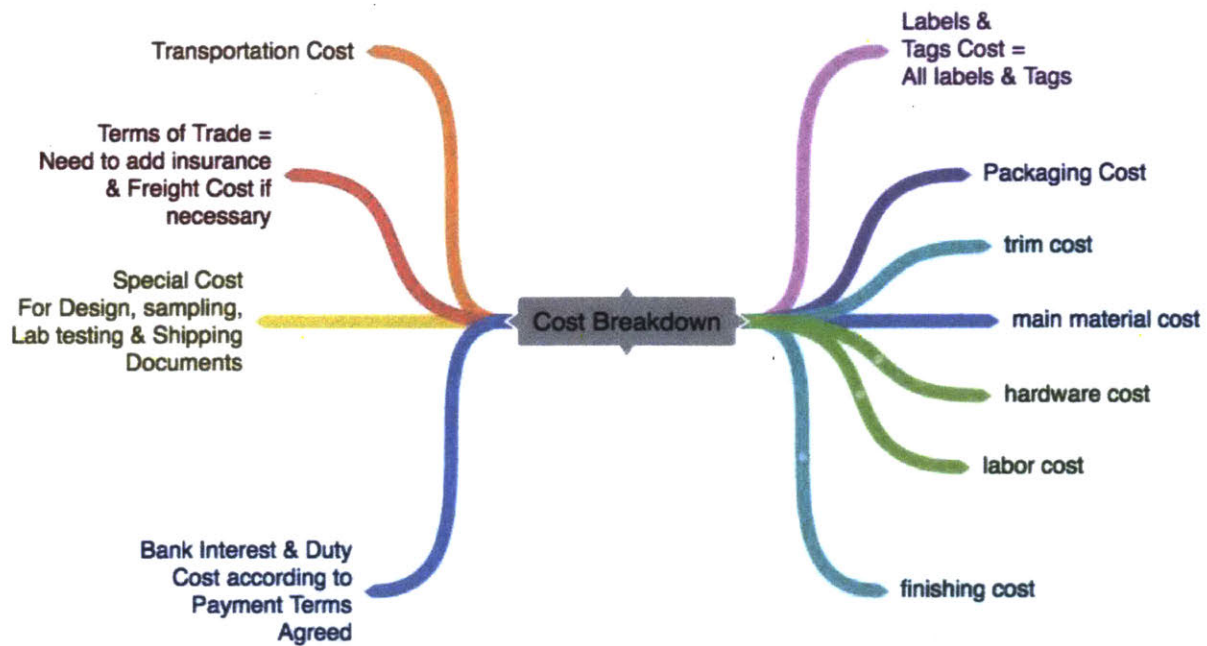 Transportation Cost
Terms of Trade =
Need to add insurance
& Freight Cost if
necessary
Special Cost
For Design, sampling,
Lab testing & Shipping
Documents
Bank Interest & Duty
Cost according to
Payment Terms
Agreed
Cost Breakdown
Labels &
Tags Cost =
All labels & Tags
Packaging Cost
trim cost
main material cost
hardware cost
labor cost
finishing cost